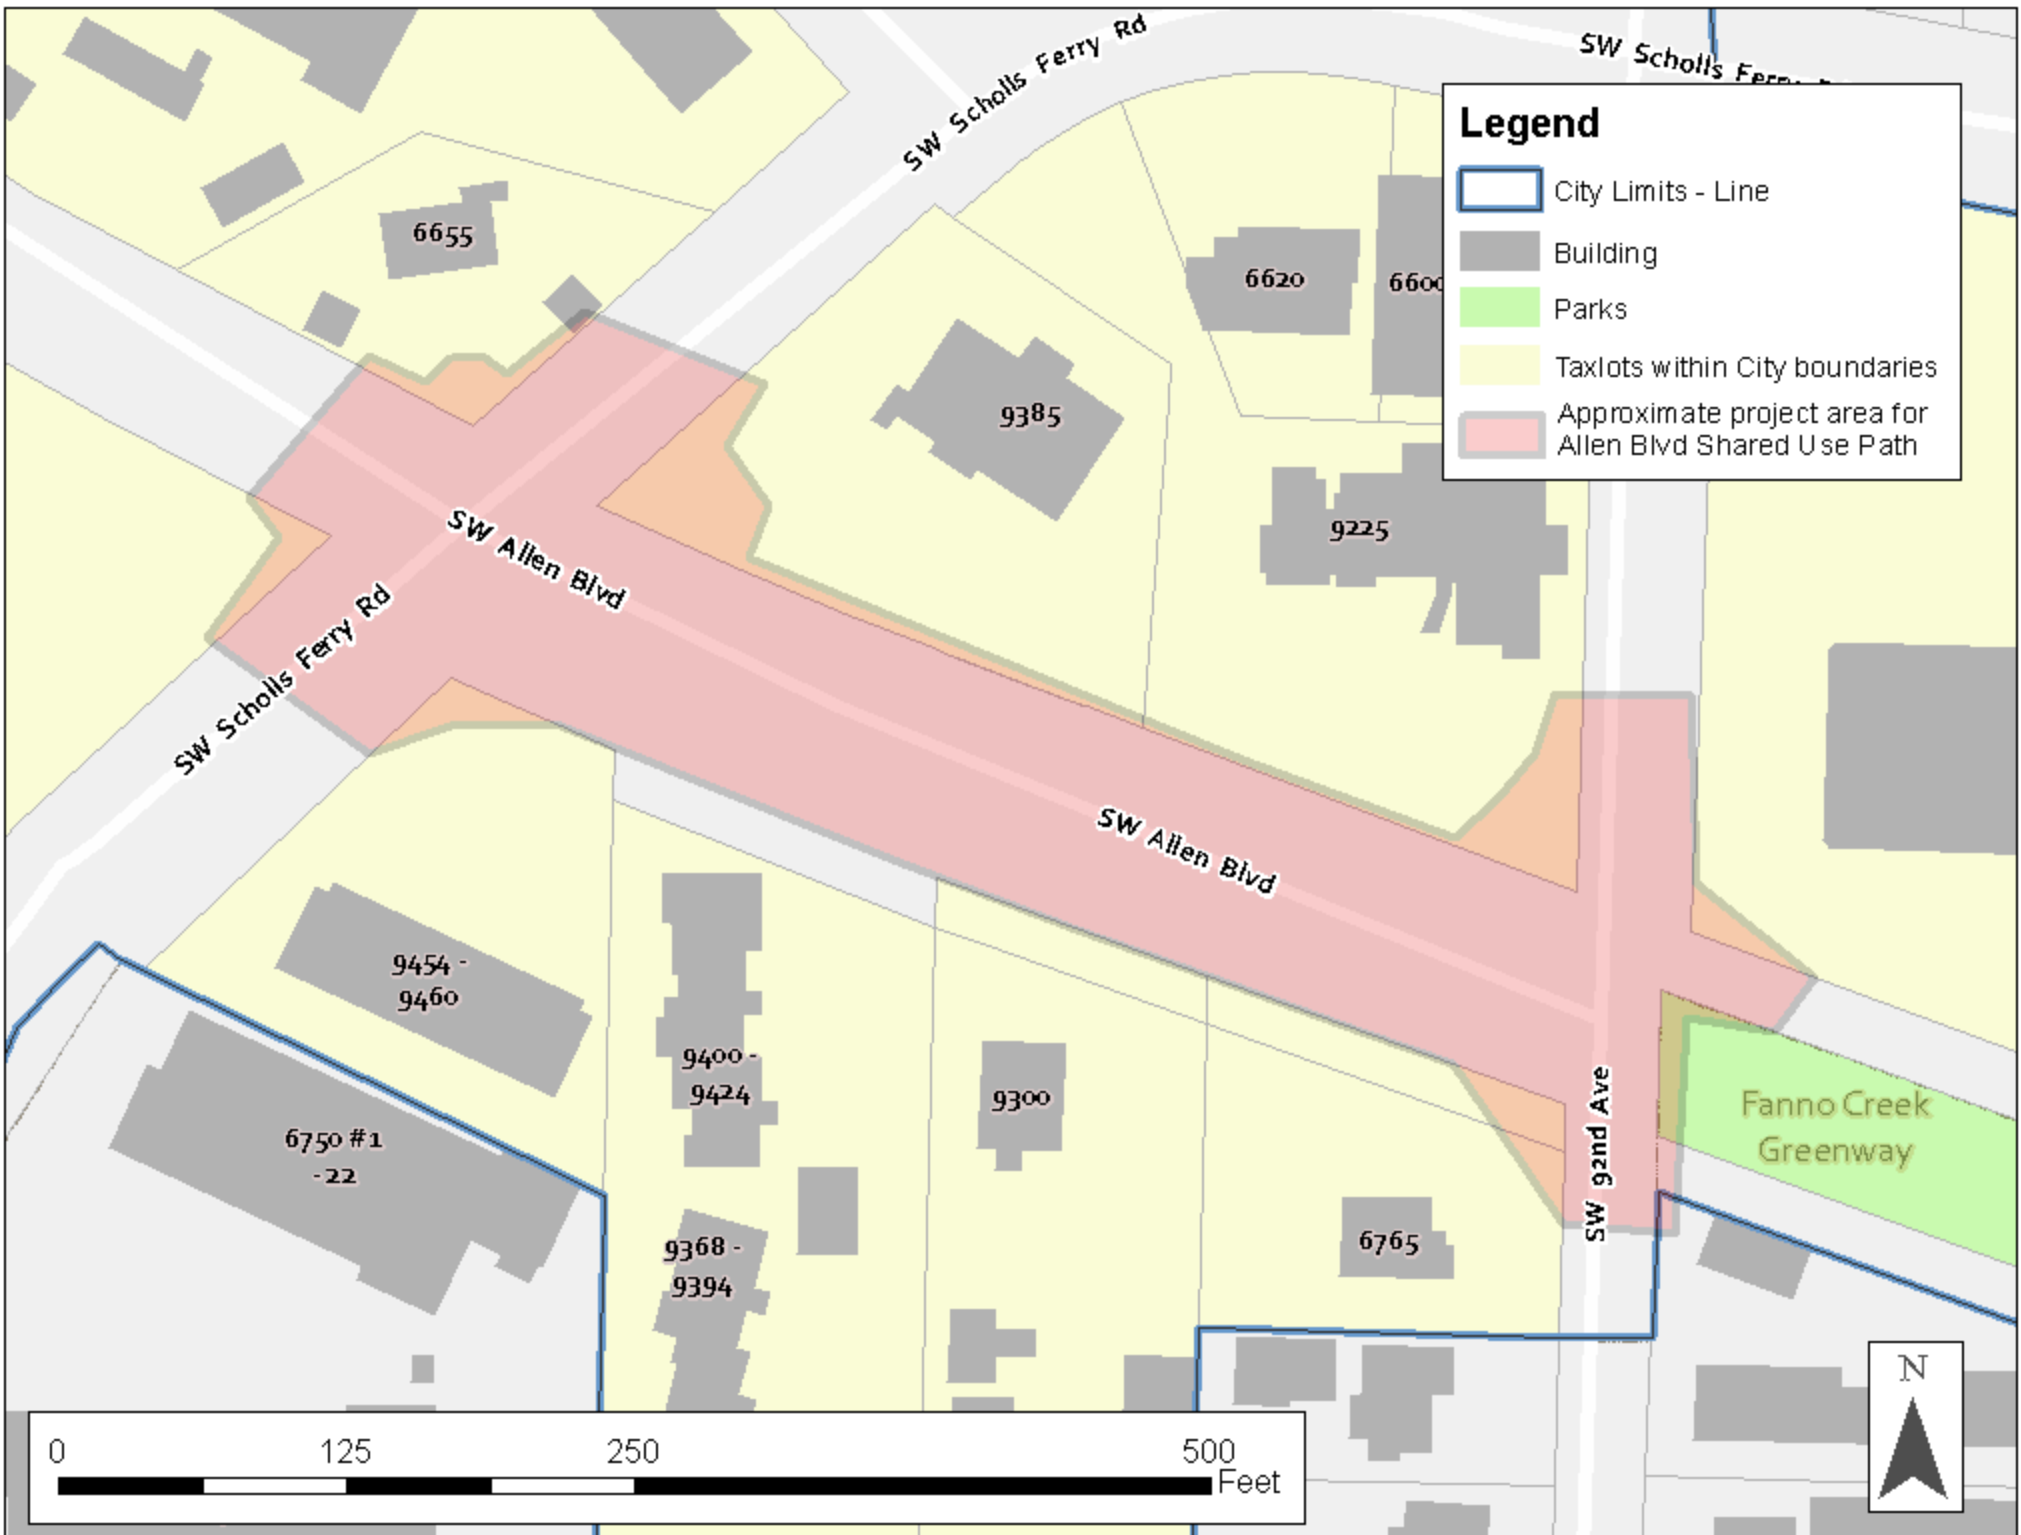 SW Scholls Ferry Rd
SW Scholls Ferry
Legend
City Limits - Line
Building
Parks
Taxlots within City boundaries
Approximate project area for
Allen Blvd Shared Use Path
6655
6620
6600
9385
9225
SW Allen Blvd
SW Scholls Ferry Rd
SW Allen Blvd
9454 -
9460
9400 -
9424
9300
SW 92nd Ave
Fanno Creek
Greenway
6750 #1
-22
9368 -
9394
6765
N
0 125 250 500
Feet